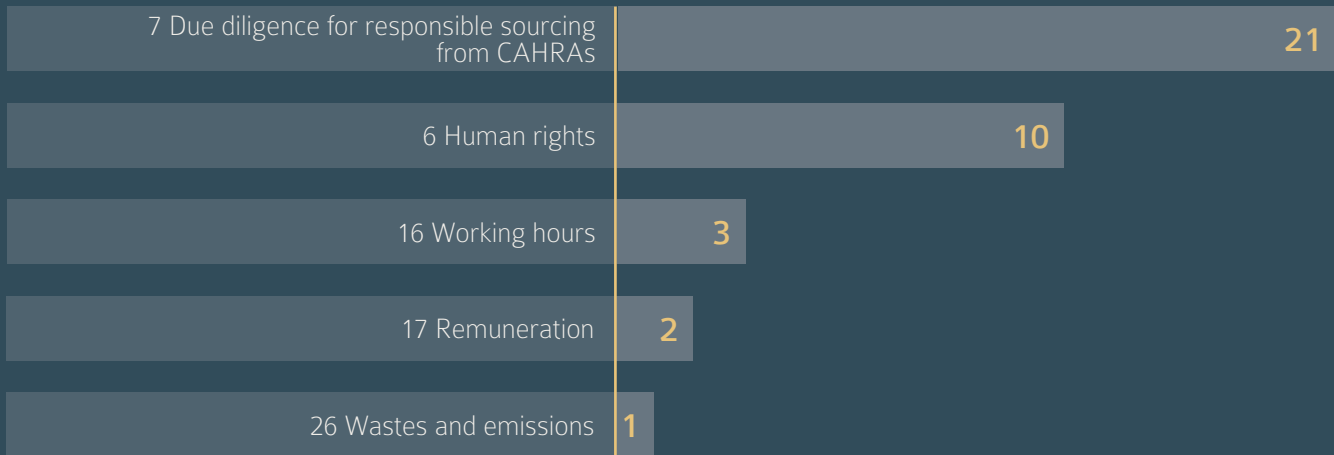 7 Due diligence for responsible sourcing
from CAHRAs
21
6 Human rights
10
16 Working hours
3
17 Remuneration
2
26 Wastes and emissions
1